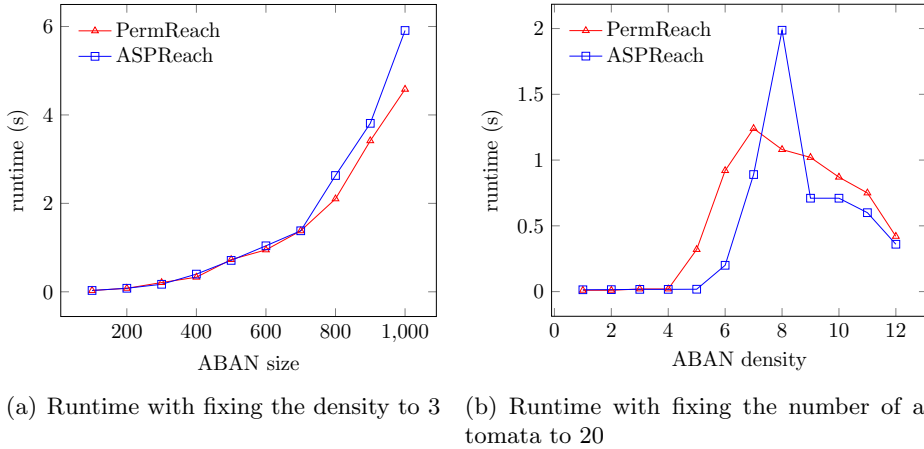 PermReach
ASPReach
6
4
2
0
runtime (s)
200 400 600 800 1,000
ABAN size
(a) Runtime with fixing the density to 3
PermReach
ASPReach
2
1.5
1
0.5
0
runtime (s)
0 2 4 6 8 10 12
ABAN density
(b) Runtime with fixing the number of a
tomata to 20